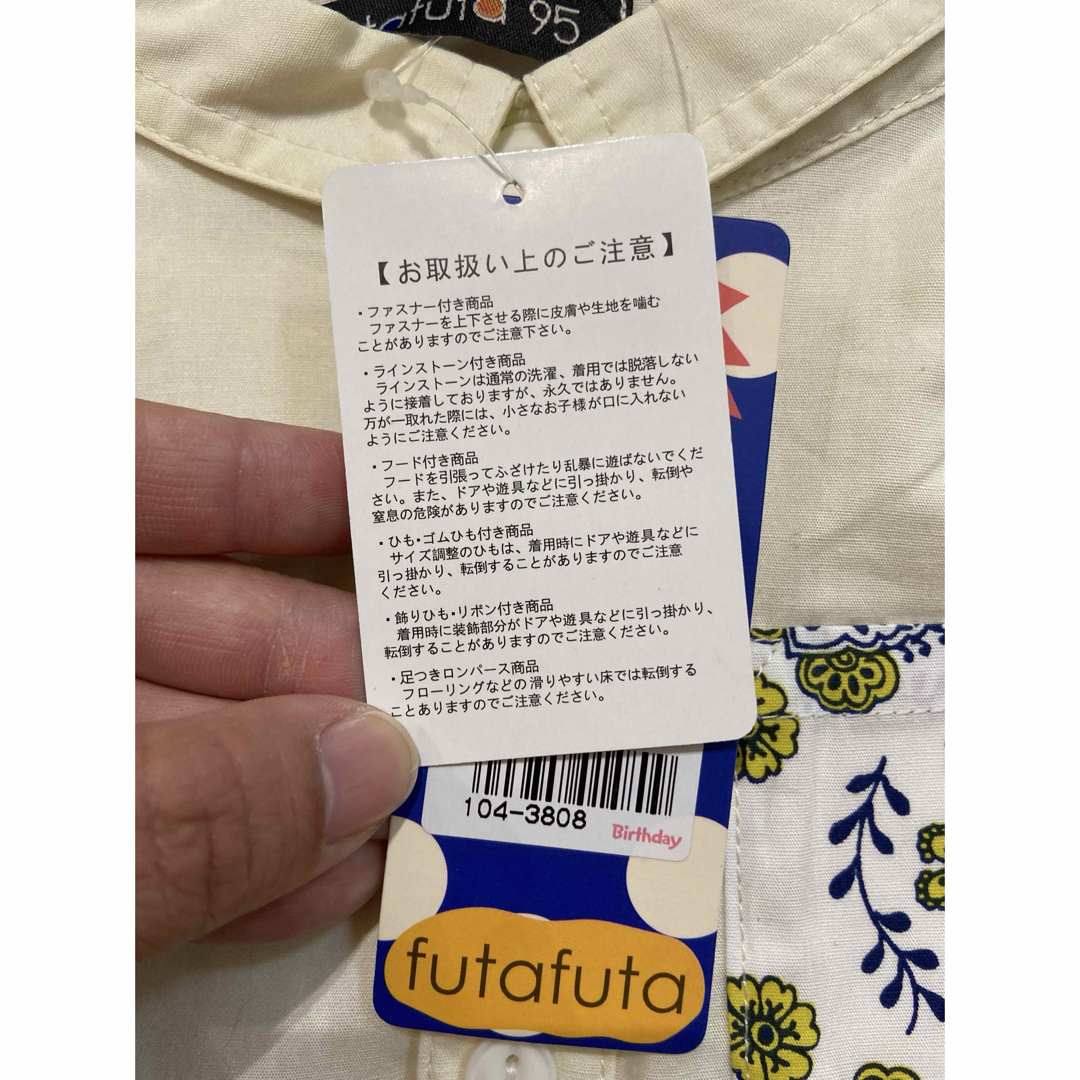 futa 95
【お取扱い上のご注意】
・ファスナー付き商品
ファスナーを上下させる際に皮膚や生地を噛む
ことがありますのでご注意下さい。
・ラインストーン付き商品
ラインストーンは通常の洗濯、着用では脱落しない
ように接着しておりますが、永久ではありません。
万が一取れた際には、小さなお子様が口に入れない
ようにご注意ください。
・フード付き商品
フードを引張ってふざけたり乱暴に遊ばないでくだ
さい。また、ドアや遊具などに引っ掛かり、転倒や
窒息の危険がありますのでご注意ください。
・ひも・ゴムひも付き商品
サイズ調整のひもは、着用時にドアや遊具などに
引っ掛かり、転倒することがありますのでご注意
ください。
・飾りひも・リボン付き商品
着用時に装飾部分がドアや遊具などに引っ掛かり、
転倒することがありますのでご注意ください。
・足つきロンパース商品
フローリングなどの滑りやすい床では転倒する
ことありますのでご注意ください。
104-3808
Birthday
futafuta